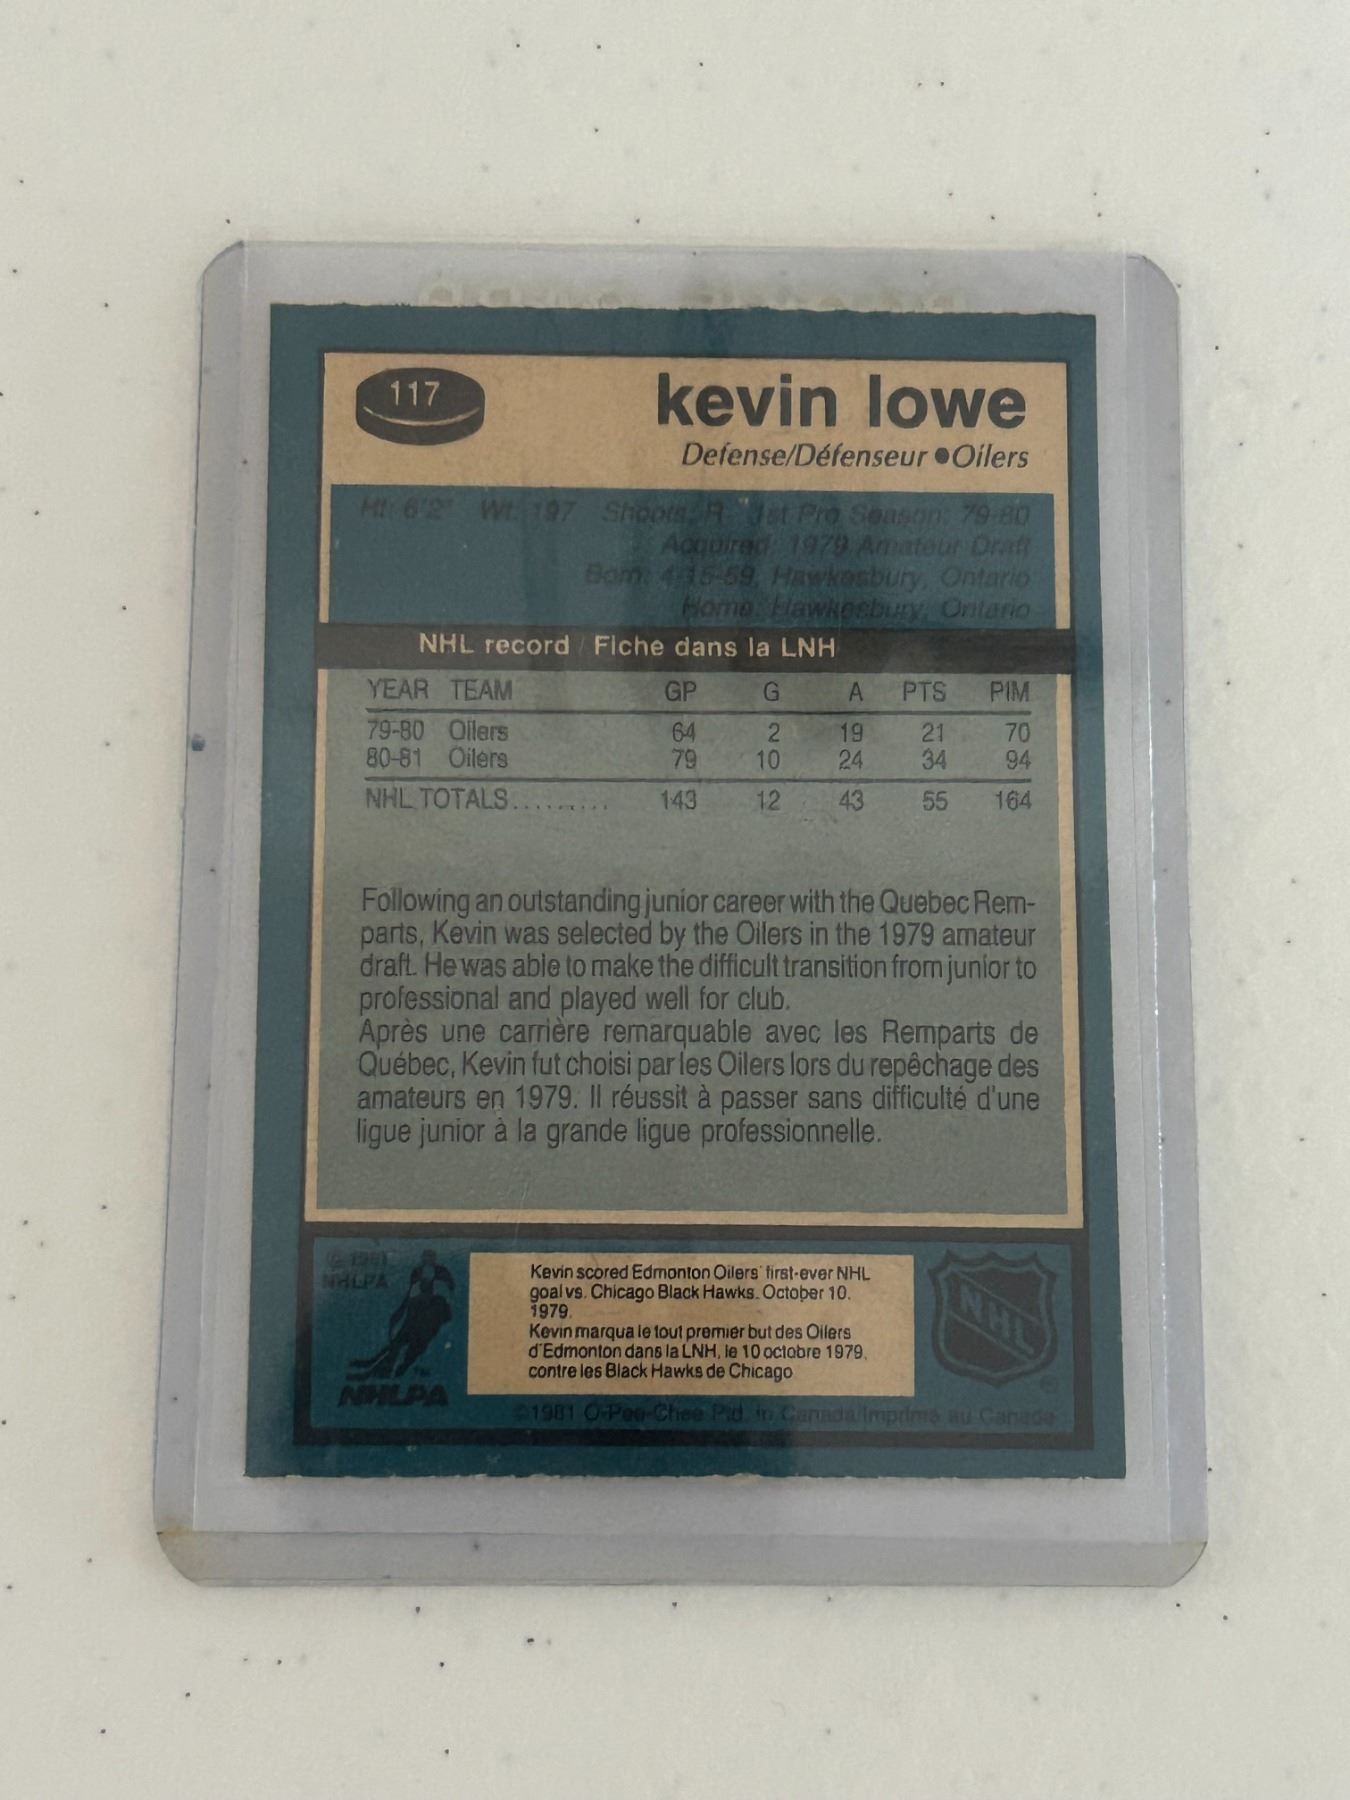 117
kevin lowe
Defense/Défenseur ● Oilers
Ht: 6'2" Wt. 197 Shoots, R 1st Pro Season: 79-80
Acquired: 1979 Amateur Draft
Born: 4-15-59, Hawkesbury, Ontario
Home: Hawkesbury, Ontario
NHL record / Fiche dans la LNH
YEAR TEAM GP G A PTS PIM
79-80 Oilers 64 2 19 21 70
80-81 Oilers 79 10 24 34 94
NHL TOTALS.......... 143 12 43 55 164
Following an outstanding junior career with the Quebec Rem-
parts, Kevin was selected by the Oilers in the 1979 amateur
draft. He was able to make the difficult transition from junior to
professional and played well for club.
Après une carrière remarquable avec les Remparts de
Québec, Kevin fut choisi par les Oilers lors du repêchage des
amateurs en 1979. Il réussit à passer sans difficulté d'une
ligue junior à la grande ligue professionnelle.
© 1981
NHLPA
NHLPA
Kevin scored Edmonton Oilers' first-ever NHL
goal vs. Chicago Black Hawks. October 10.
1979.
Kevin marqua le tout premier but des Oilers
d'Edmonton dans la LNH, le 10 octobre 1979,
contre les Black Hawks de Chicago
NHL
®
©1981 O-Pee-Chee Ptd. in Canada/Imprimé au Canada